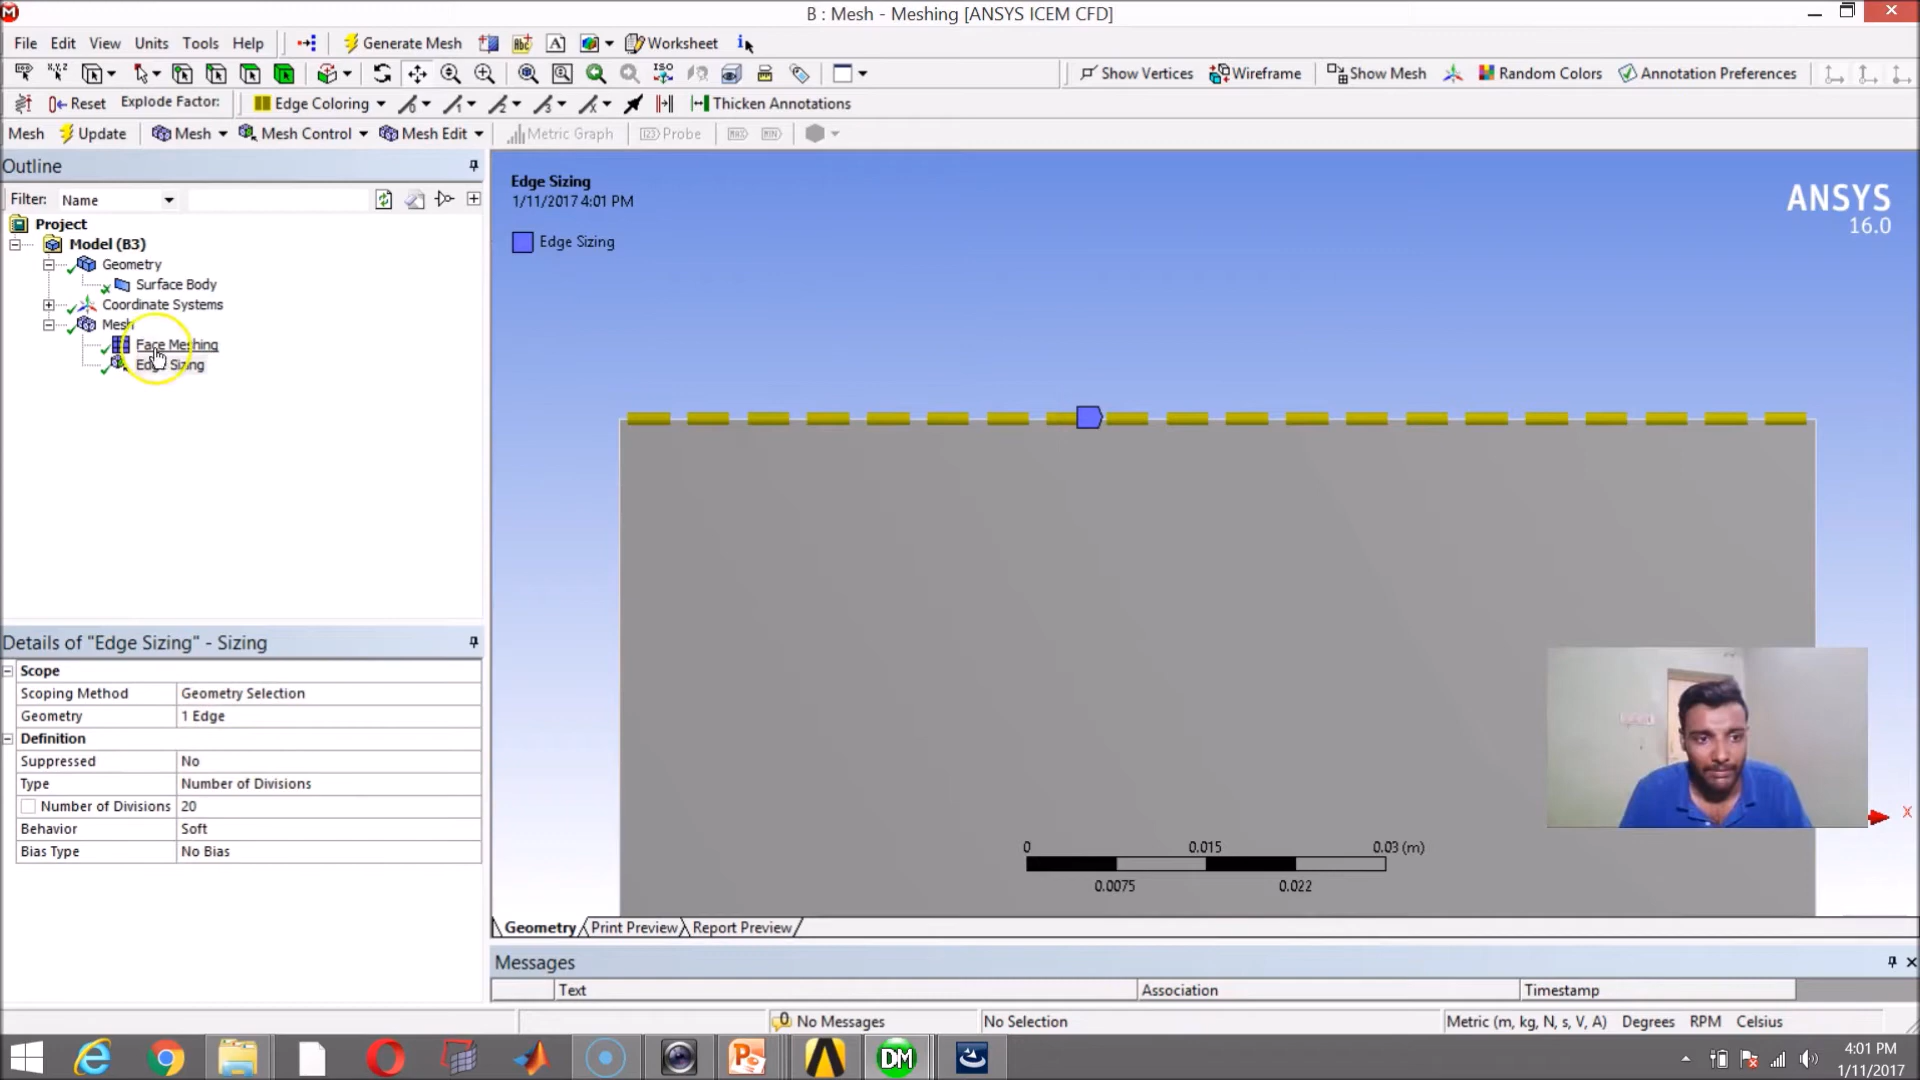 B : Mesh - Meshing [ANSYS ICEM CFD]
File Edit View Units Tools Help Generate Mesh Worksheet
Show Vertices Wireframe Show Mesh Random Colors Annotation Preferences
Reset Explode Factor: Edge Coloring Thicken Annotations
Mesh Update Mesh Mesh Control Mesh Edit Metric Graph Probe MAX MIN
Outline
Filter: Name
Project
Model (B3)
Geometry
Surface Body
Coordinate Systems
Mesh
Face Meshing
Edge Sizing
Edge Sizing
1/11/2017 4:01 PM
Edge Sizing
ANSYS
16.0
Details of "Edge Sizing" - Sizing
Scope
Scoping Method Geometry Selection
Geometry 1 Edge
Definition
Suppressed No
Type Number of Divisions
Number of Divisions 20
Behavior Soft
Bias Type No Bias
0 0.015 0.03 (m)
0.0075 0.022
X
Geometry Print Preview Report Preview
Messages
Text Association Timestamp
0 No Messages No Selection Metric (m, kg, N, s, V, A) Degrees RPM Celsius
DM
4:01 PM
1/11/2017